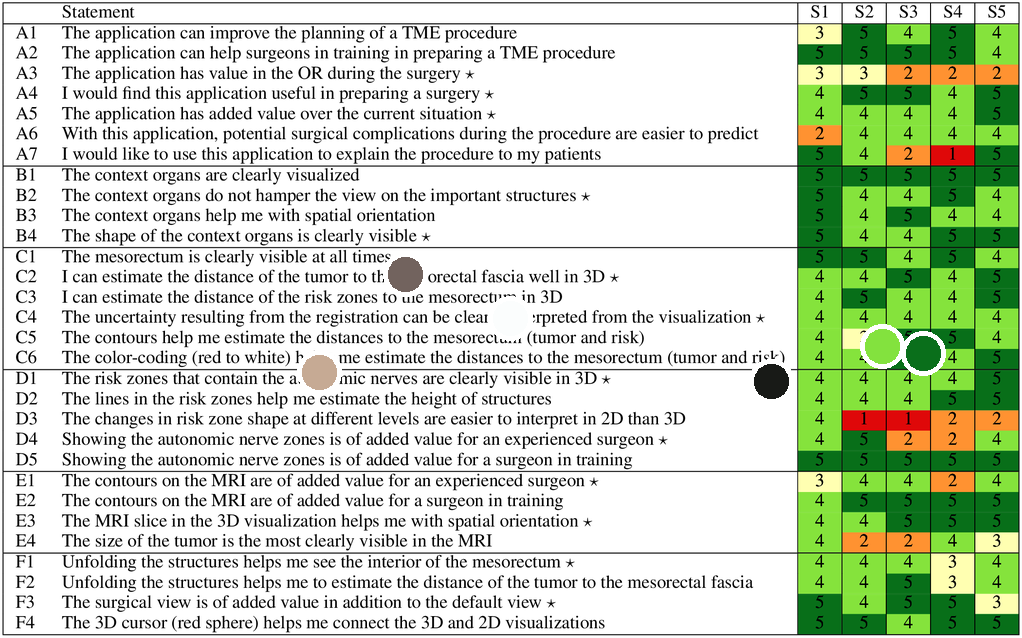 Statement S1 S2 S3 S4 S5
A1 The application can improve the planning of a TME procedure 3 5 4 5 4
A2 The application can help surgeons in training in preparing a TME procedure 5 5 5 5 4
A3 The application has value in the OR during the surgery ⋆ 3 3 2 2 2
A4 I would find this application useful in preparing a surgery ⋆ 4 5 5 4 5
A5 The application has added value over the current situation ⋆ 4 4 4 4 5
A6 With this application, potential surgical complications during the procedure are easier to predict 2 4 4 4 4
A7 I would like to use this application to explain the procedure to my patients 5 4 2 1 5
B1 The context organs are clearly visualized 5 5 5 5 5
B2 The context organs do not hamper the view on the important structures ⋆ 5 4 4 5 4
B3 The context organs help me with spatial orientation 5 4 5 4 4
B4 The shape of the context organs is clearly visible ⋆ 5 4 4 5 5
C1 The mesorectum is clearly visible at all times 5 5 4 5 4
C2 I can estimate the distance of the tumor to fascia well in 3D ⋆ 4 4 5 4 5
C3 I can estimate the distance of the risk zones to the mesorectum in 3D 4 5 4 4 5
C4 The uncertainty resulting from the registration can be from the visualization ⋆ 4 4 4 4 4
C5 The contours help me estimate the distances to the mesorectum (tumor and risk) 4 5 4
C6 The color-coding (red to white) me estimate the distances to the mesorectum (tumor and risk) 4 4 5
D1 The risk zones that contain the nerves are clearly visible in 3D ⋆ 4 4 4 4 5
D2 The lines in the risk zones help me estimate the height of structures 4 4 4 5 5
D3 The changes in risk zone shape at different levels are easier to interpret in 2D than 3D 4 1 1 2 2
D4 Showing the autonomic nerve zones is of added value for an experienced surgeon ⋆ 4 5 2 2 4
D5 Showing the autonomic nerve zones is of added value for a surgeon in training 5 5 5 5 5
E1 The contours on the MRI are of added value for an experienced surgeon ⋆ 3 4 4 2 4
E2 The contours on the MRI are of added value for a surgeon in training 4 5 5 5 5
E3 The MRI slice in the 3D visualization helps me with spatial orientation ⋆ 4 4 5 5 5
E4 The size of the tumor is the most clearly visible in the MRI 4 2 2 4 3
F1 Unfolding the structures helps me see the interior of the mesorectum ⋆ 4 4 4 3 4
F2 Unfolding the structures helps me to estimate the distance of the tumor to the mesorectal fascia 4 4 5 3 4
F3 The surgical view is of added value in addition to the default view ⋆ 5 4 5 5 3
F4 The 3D cursor (red sphere) helps me connect the 3D and 2D visualizations 5 5 4 5 5